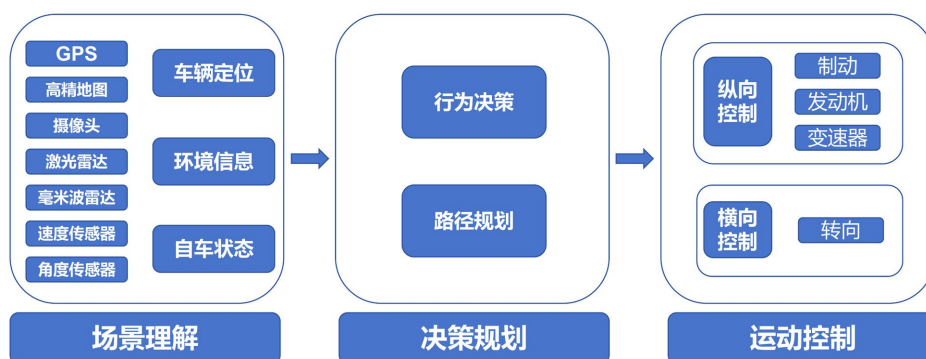 GPS
高精地图
摄像头
激光雷达
毫米波雷达
速度传感器
角度传感器
车辆定位
环境信息
自车状态
场景理解
行为决策
路径规划
决策规划
纵向
控制
制动
发动机
变速器
横向
控制
转向
运动控制